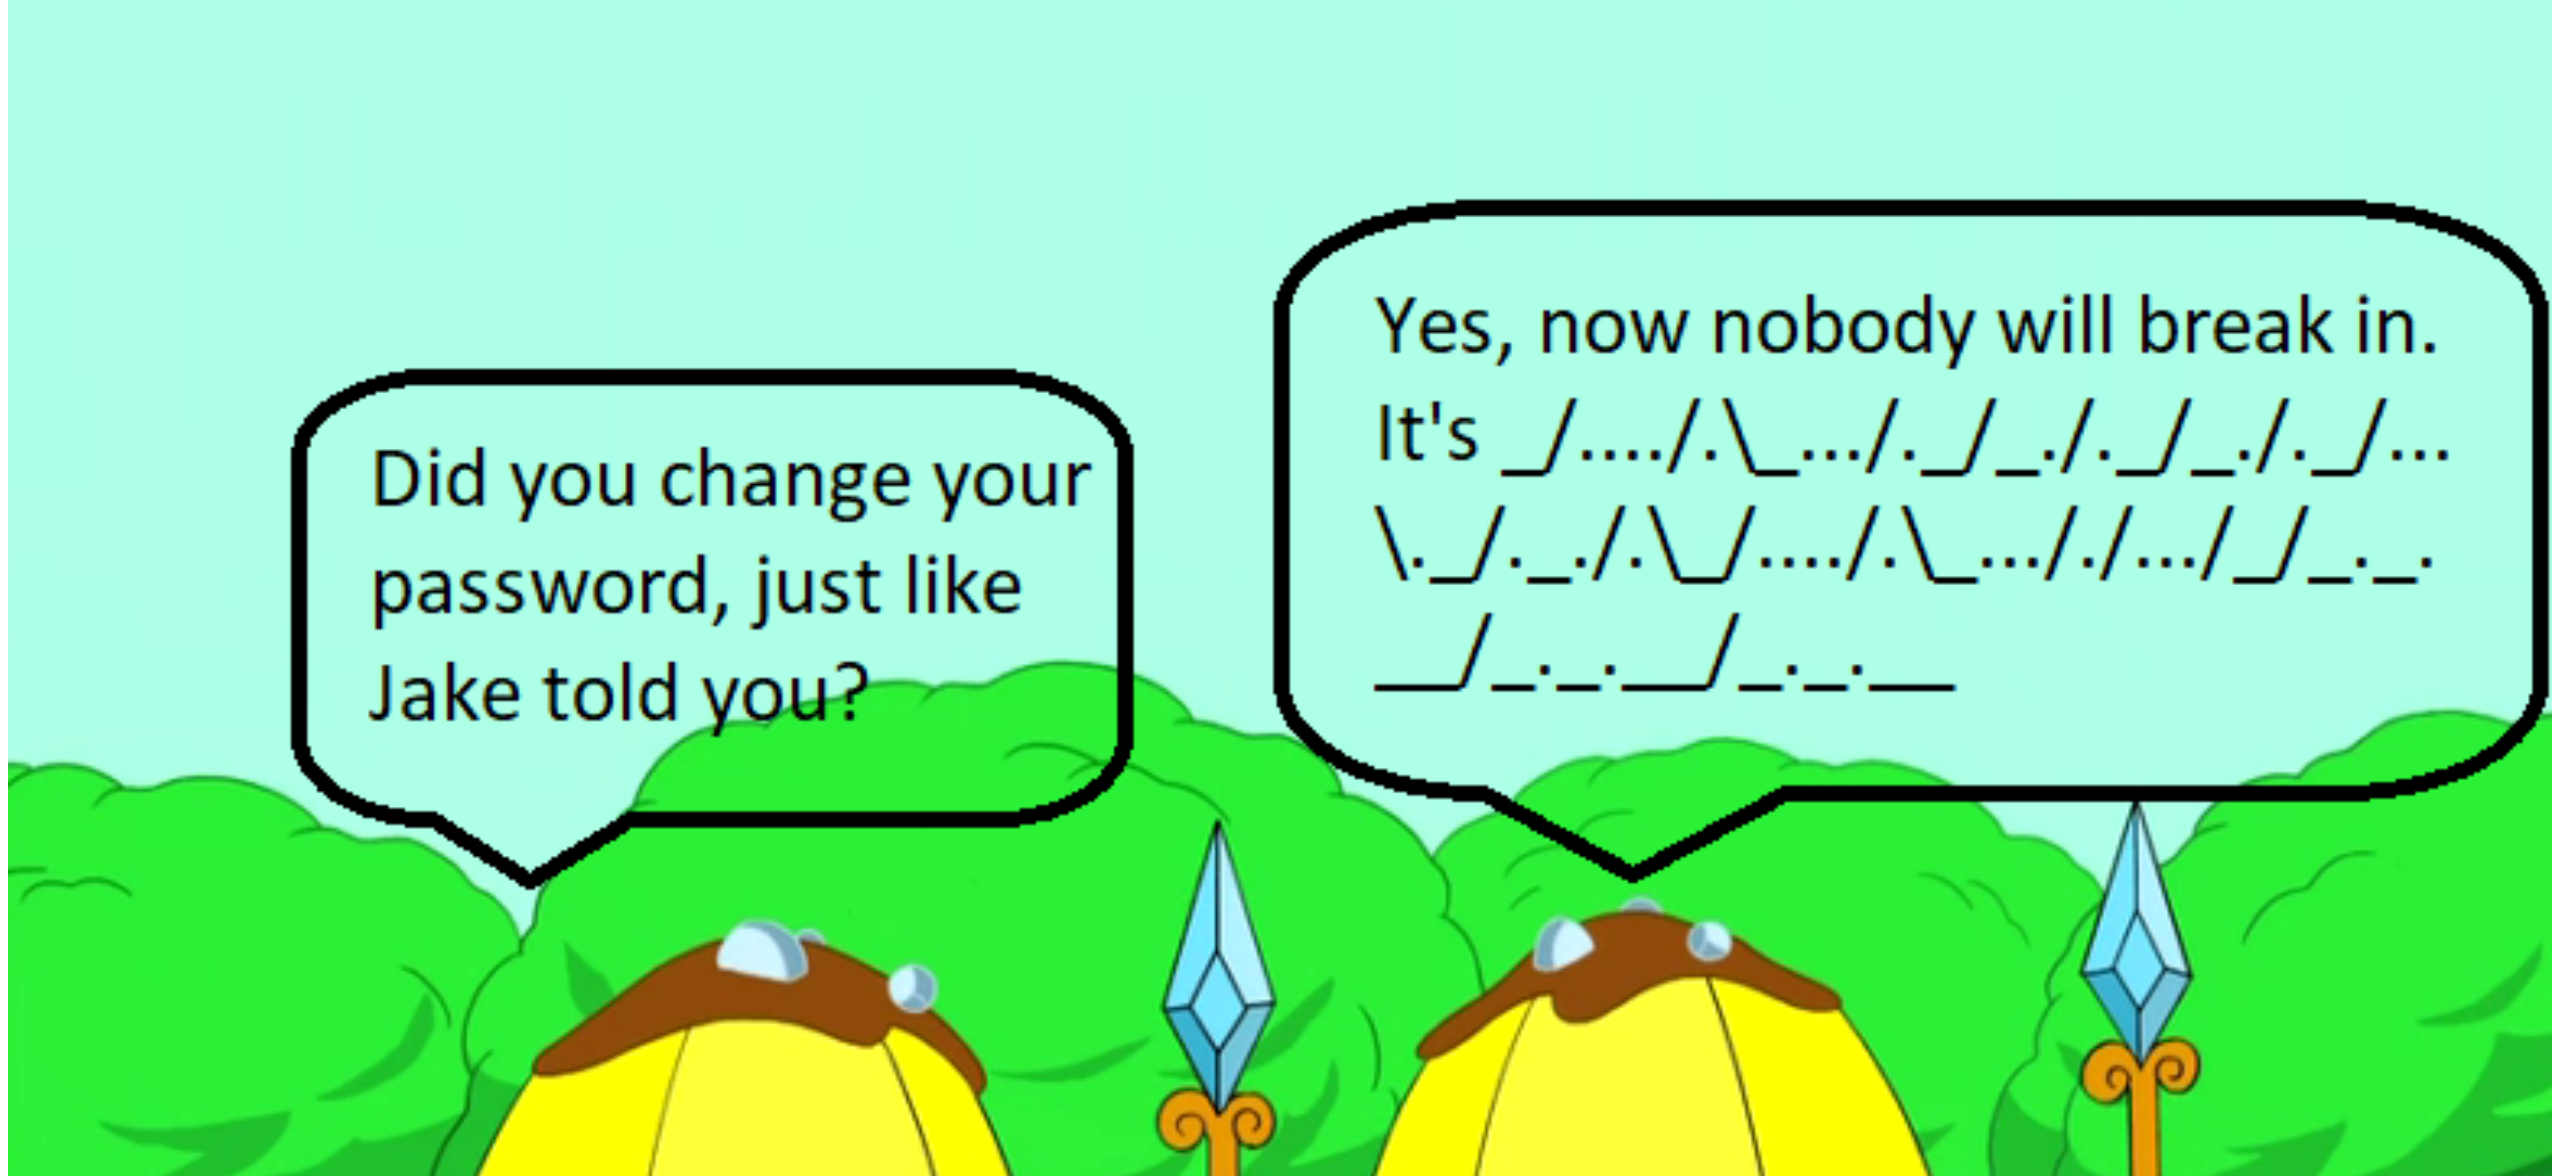 Did you change your
password, just like
Jake told you?
Yes, now nobody will break in.
It's _/..../.\_.../._/_./._/_./._/...
\._/._./.\_/..../.\_..././.../_/_._.
__/_._.__/_._.__